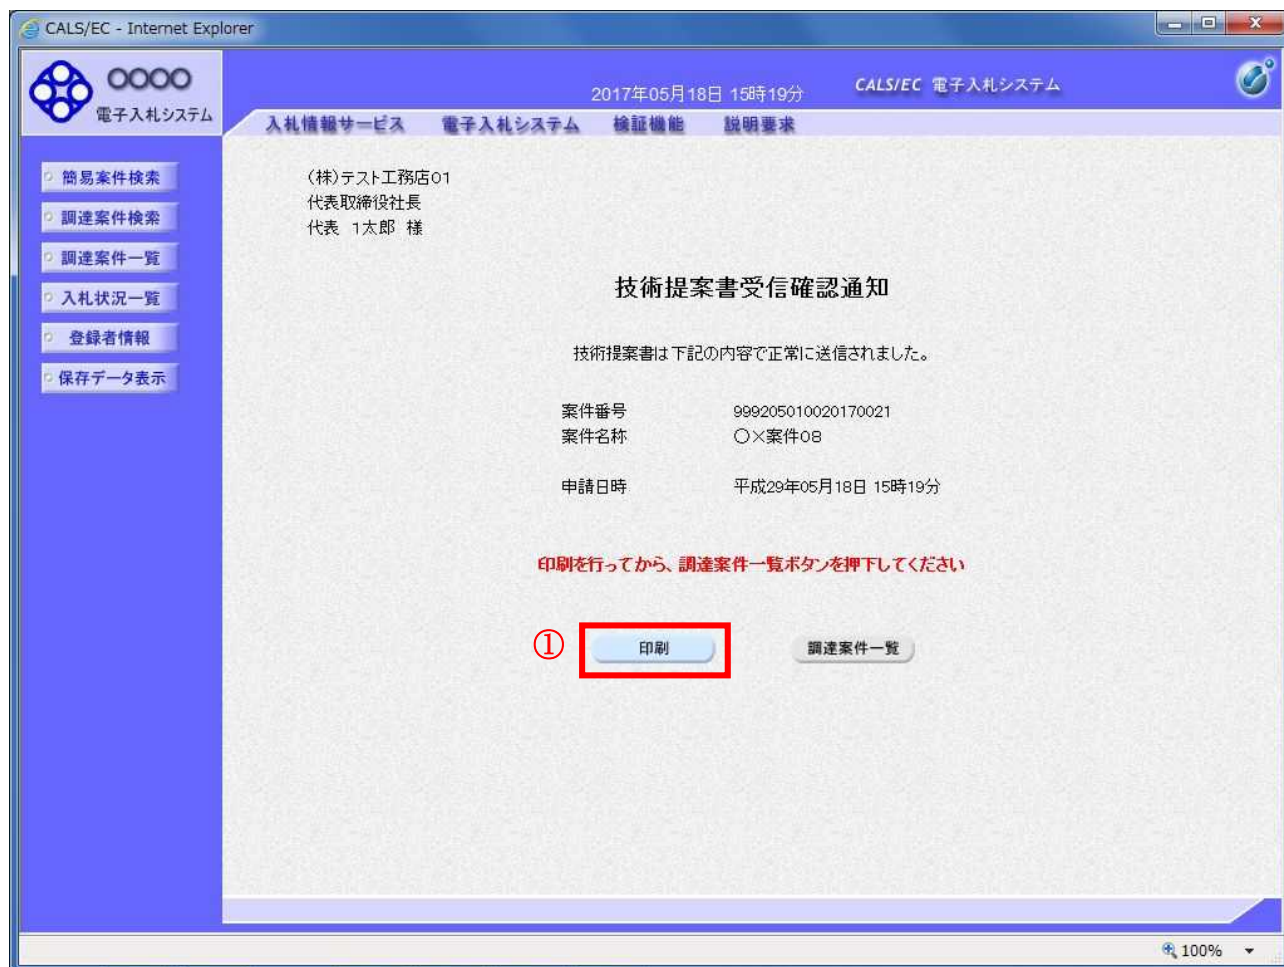 CALS/EC - Internet Explorer
○○○○
電子入札システム
2017年05月18日 15時19分
CALS/EC 電子入札システム
入札情報サービス 電子入札システム 検証機能 説明要求
簡易案件検索
調達案件検索
調達案件一覧
入札状況一覧
登録者情報
保存データ表示
(株)テスト工務店01
代表取締役社長
代表 1太郎 様
技術提案書受信確認通知
技術提案書は下記の内容で正常に送信されました。
案件番号 999205010020170021
案件名称 ○×案件08
申請日時 平成29年05月18日 15時19分
印刷を行ってから、調達案件一覧ボタンを押下してください
① 印刷 調達案件一覧
100%